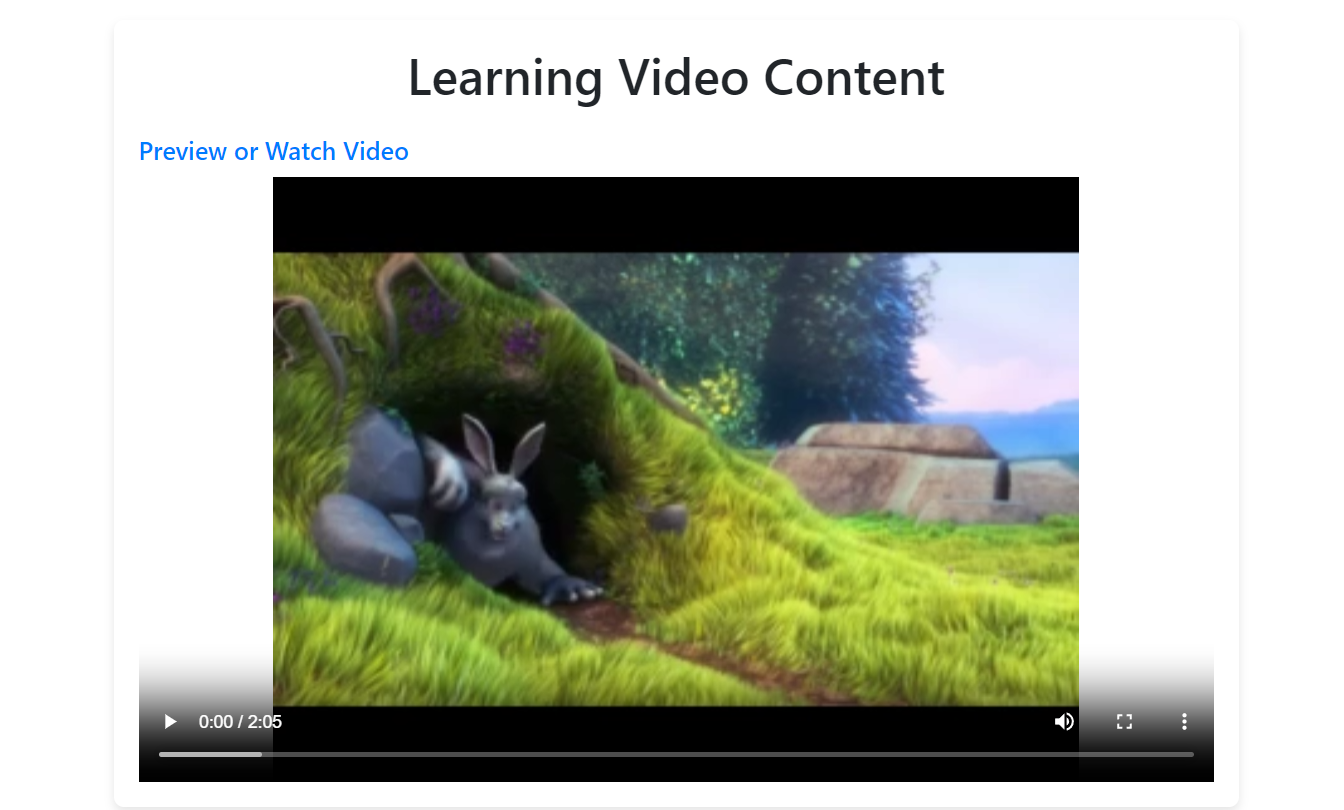 Learning Video Content
Preview or Watch Video
0:00 / 2:05